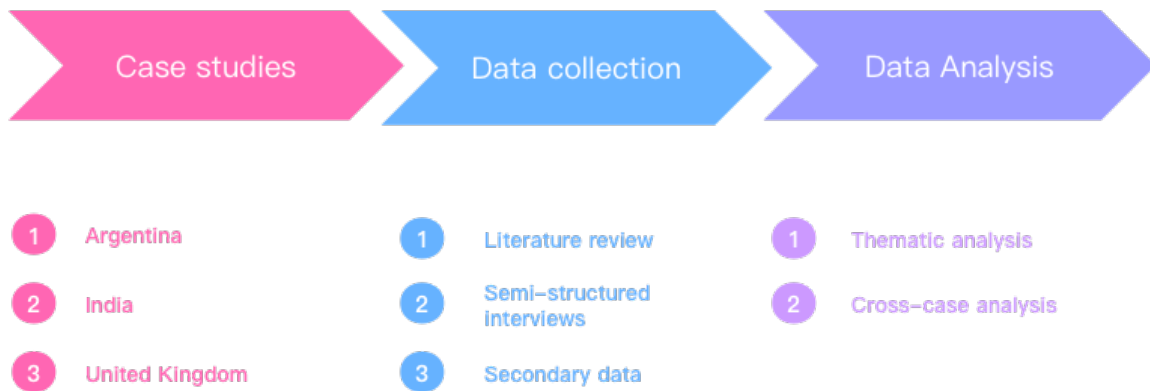 Case studies
Data collection
Data Analysis
1 Argentina
2 India
3 United Kingdom
1 Literature review
2 Semi-structured
interviews
3 Secondary data
1 Thematic analysis
2 Cross-case analysis